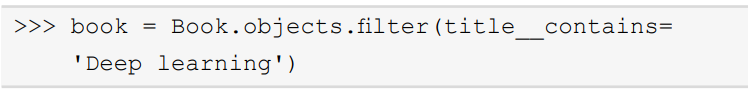 >>> book = Book.objects.filter(title__contains=
'Deep learning')